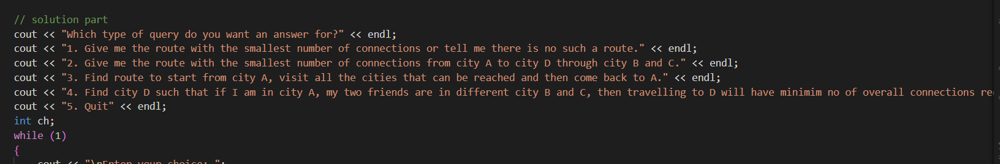 // solution part
cout << "Which type of query do you want an answer for?" << endl;
cout << "1. Give me the route with the smallest number of connections or tell me there is no such a route." << endl;
cout << "2. Give me the route with the smallest number of connections from city A to city D through city B and C." << endl;
cout << "3. Find route to start from city A, visit all the cities that can be reached and then come back to A." << endl;
cout << "4. Find city D such that if I am in city A, my two friends are in different city B and C, then travelling to D will have minimim no of overall connections re
cout << "5. Quit" << endl;
int ch;
while (1)
{
cout << "\nEnter your choice: ";